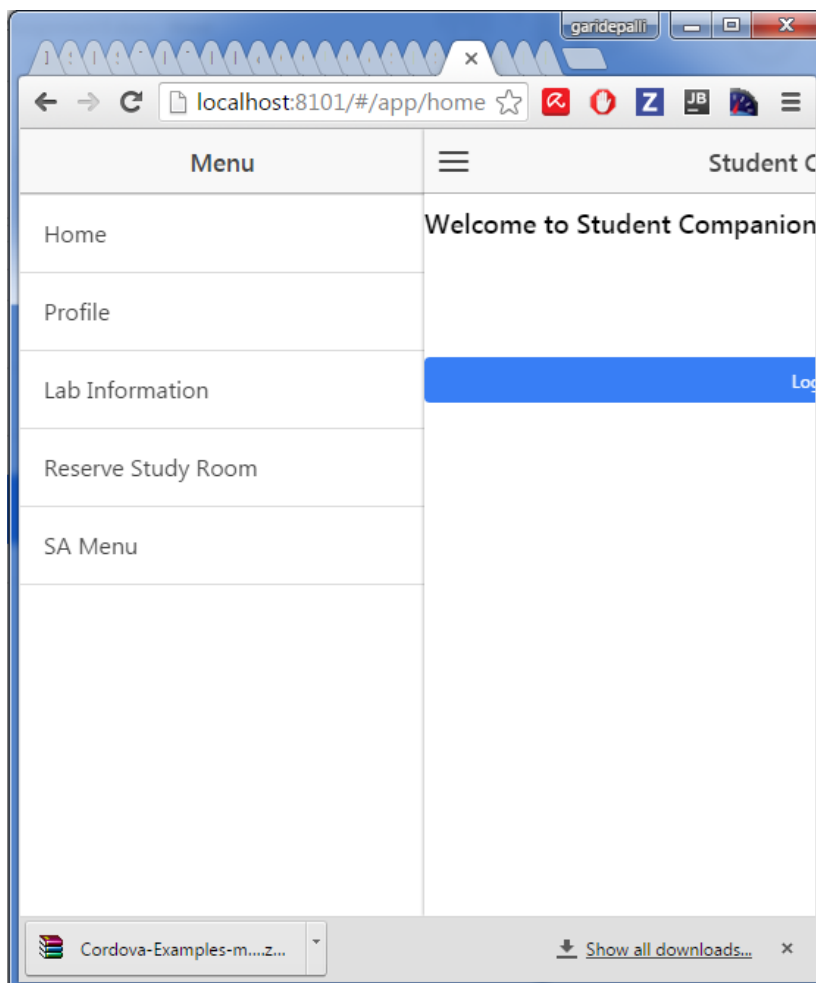 garidepalli
localhost:8101/#/app/home
Z
JB
Menu
Student C
Home
Welcome to Student Companion
Profile
Lab Information
Log
Reserve Study Room
SA Menu
Cordova-Examples-m....z...
Show all downloads...